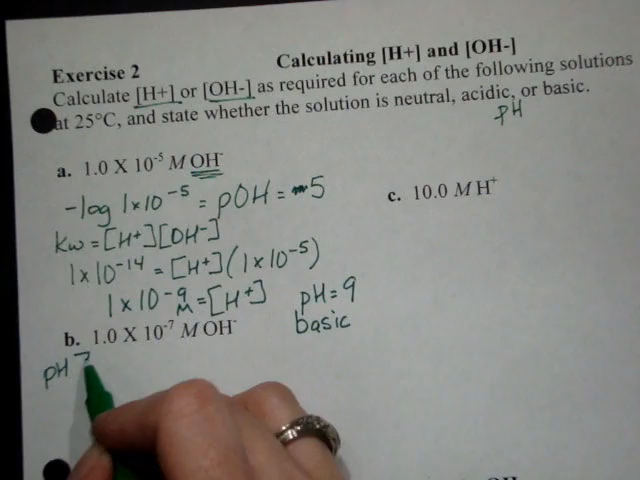 Exercise 2 Calculating [H+] and [OH-]
Calculate [H+] or [OH-] as required for each of the following solutions
at 25°C, and state whether the solution is neutral, acidic, or basic.
pH
a. 1.0 X 10⁻⁵ M OH⁻
-log 1x10⁻⁵ = pOH = 5
c. 10.0 M H⁺
Kw = [H+][OH-]
1x10⁻¹⁴ = [H+](1x10⁻⁵)
1x10⁻⁹ M = [H+] pH=9
basic
b. 1.0 X 10⁻⁷ M OH⁻
pH